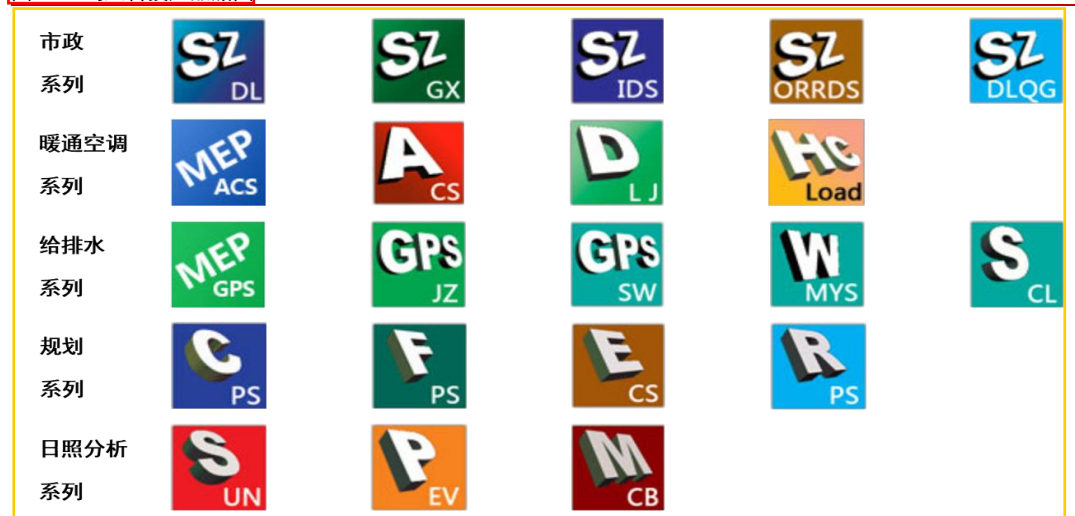 市政
系列
SZ DL
SZ GX
SZ IDS
SZ ORRDS
SZ DLQG
暖通空调
系列
MEP ACS
A CS
D LJ
Hc Load
给排水
系列
MEP GPS
GPS JZ
GPS SW
W MYS
S CL
规划
系列
C PS
F PS
E CS
R PS
日照分析
系列
S UN
P EV
M CB